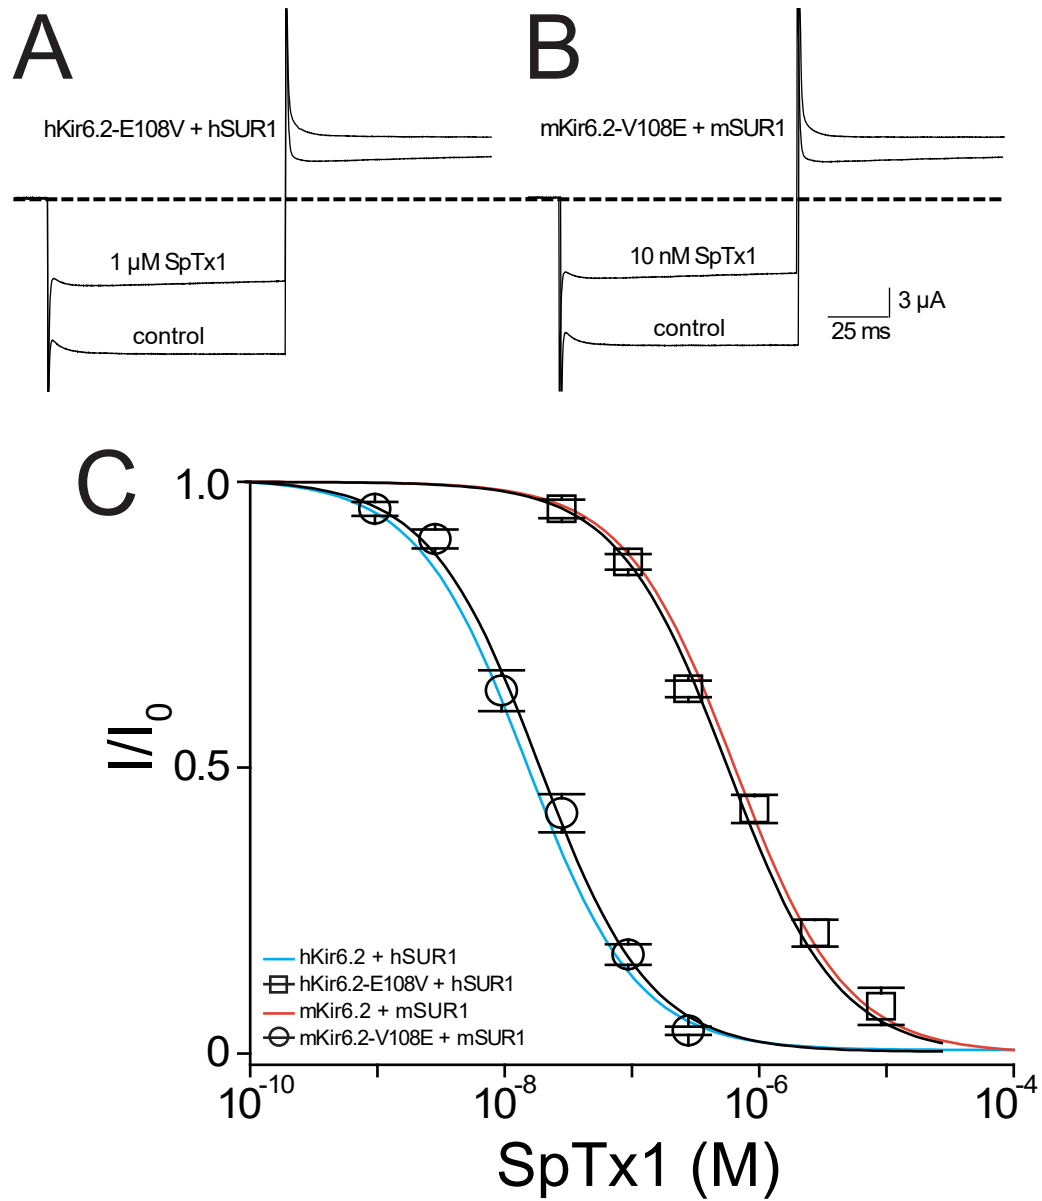 A
B
hKir6.2-E108V + hSUR1
mKir6.2-V108E + mSUR1
1 µM SpTx1
10 nM SpTx1
control
control
3 µA
25 ms
C
1.0
0.5
0
I/I0
hKir6.2 + hSUR1
hKir6.2-E108V + hSUR1
mKir6.2 + mSUR1
mKir6.2-V108E + mSUR1
10-10
10-8
10-6
10-4
SpTx1 (M)